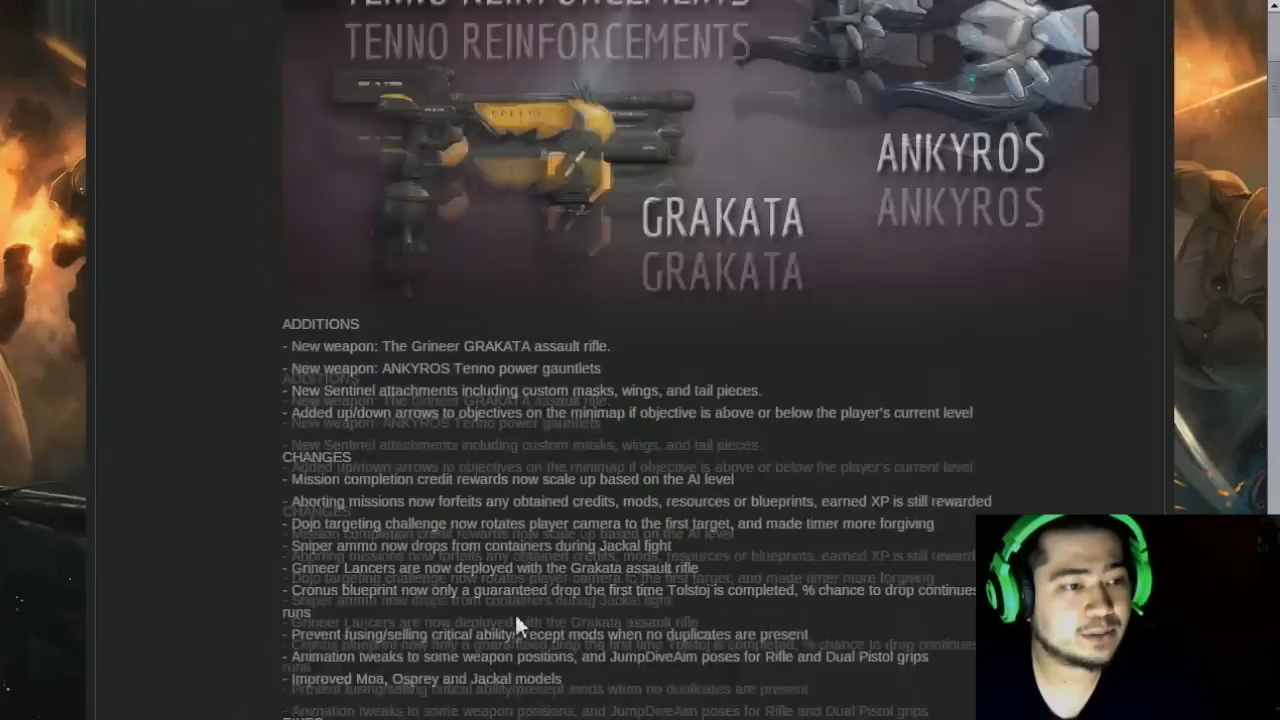 TENNO REINFORCEMENTS
TENNO REINFORCEMENTS
ANKYROS
ANKYROS
GRAKATA
GRAKATA
ADDITIONS
- New weapon: The Grineer GRAKATA assault rifle.
- New weapon: ANKYROS Tenno power gauntlets
- New Sentinel attachments including custom masks, wings, and tail pieces.
- Added up/down arrows to objectives on the minimap if objective is above or below the player's current level
CHANGES
- Mission completion credit rewards now scale up based on the AI level
- Aborting missions now forfeits any obtained credits, mods, resources or blueprints, earned XP is still rewarded
- Dojo targeting challenge now rotates player camera to the first target, and made timer more forgiving
- Sniper ammo now drops from containers during Jackal fight
- Grineer Lancers are now deployed with the Grakata assault rifle
- Cronus blueprint now only a guaranteed drop the first time Tolstoj is completed, % chance to drop continues
runs
- Prevent fusing/selling critical ability/precept mods when no duplicates are present
- Animation tweaks to some weapon positions, and JumpDiveAim poses for Rifle and Dual Pistol grips
- Improved Moa, Osprey and Jackal models